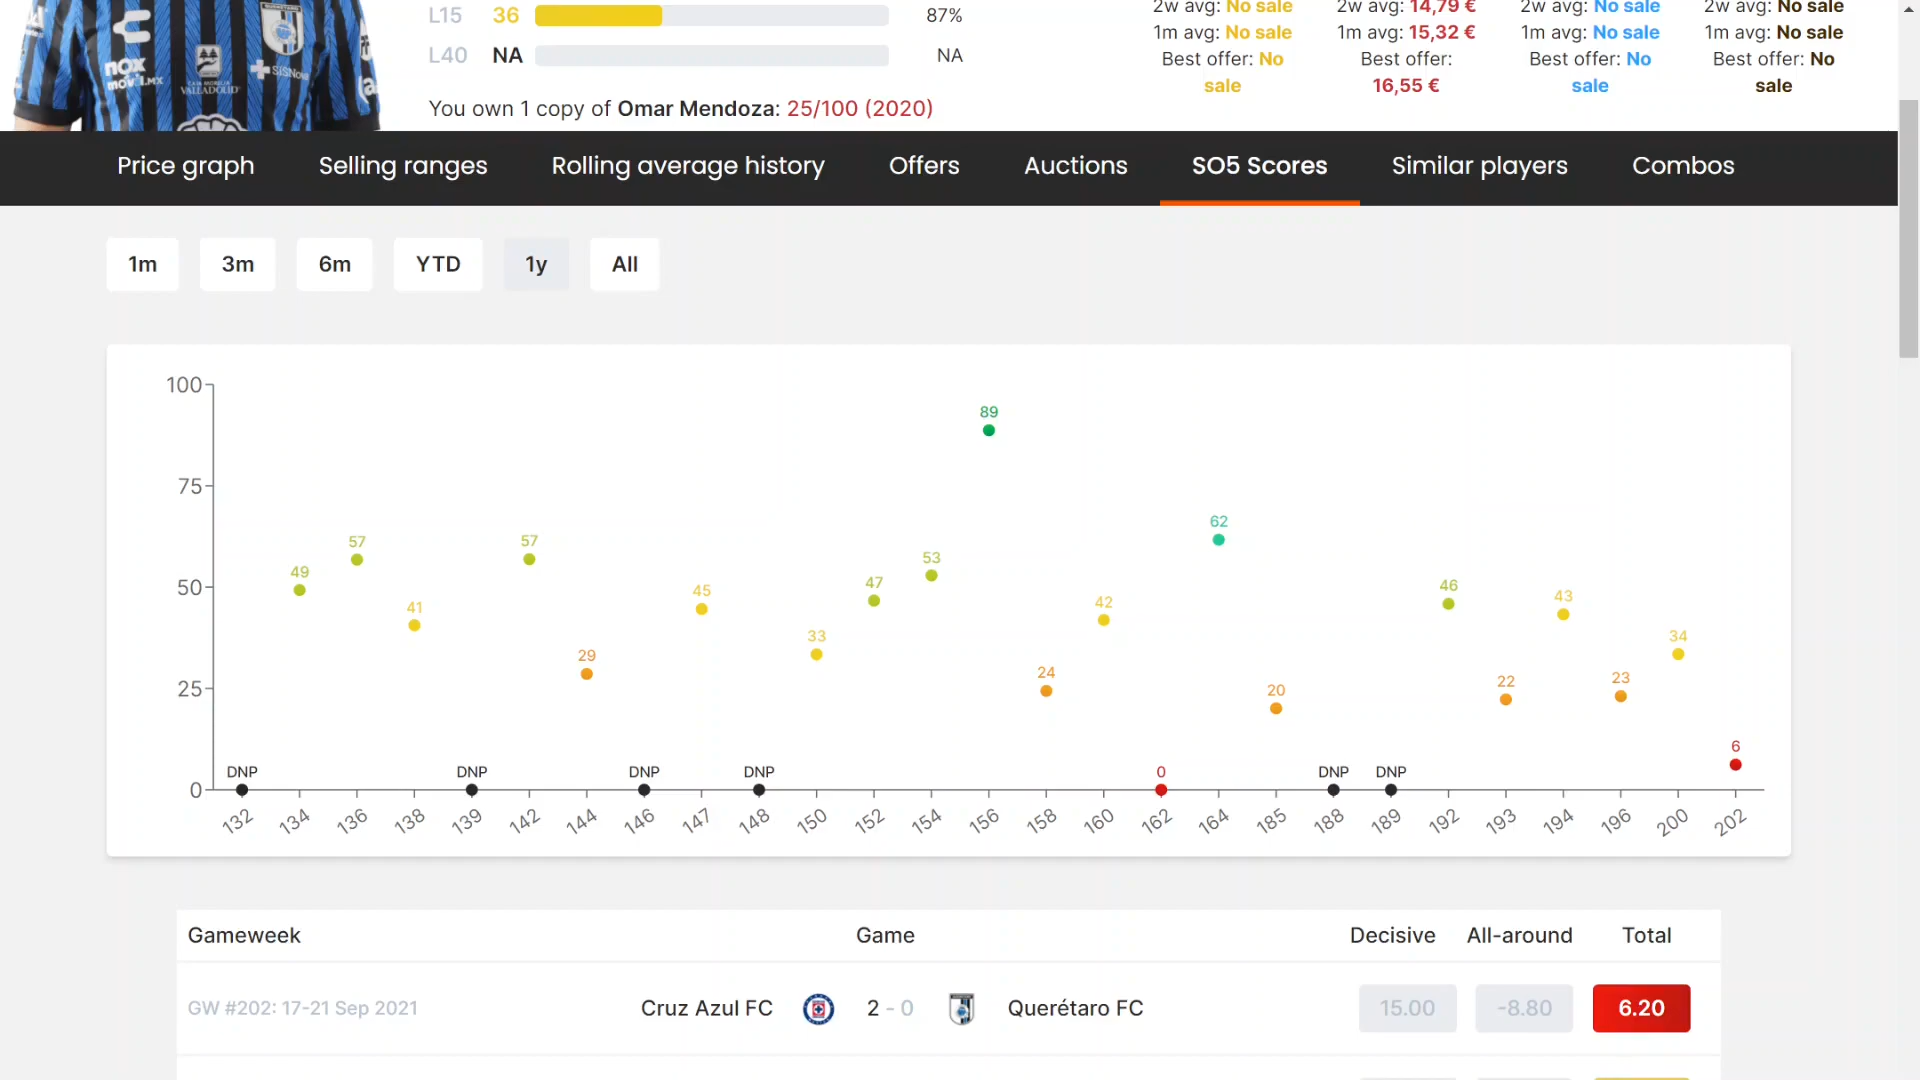 L15 36 87%
L40 NA NA
You own 1 copy of Omar Mendoza: 25/100 (2020)
2w avg: No sale
1m avg: No sale
Best offer: No
sale
2w avg: 14,79 €
1m avg: 15,32 €
Best offer:
16,55 €
2w avg: No sale
1m avg: No sale
Best offer: No
sale
2w avg: No sale
1m avg: No sale
Best offer: No
sale
nox
movil.MX
CAJA MORELIA
VALLADOLID
SiSNova
Price graph Selling ranges Rolling average history Offers Auctions SO5 Scores Similar players Combos
1m 3m 6m YTD 1y All
100
75
50
25
0
DNP 49 57 41 DNP 57 29 DNP 45 DNP 33 47 53 89 24 42 0 62 20 DNP DNP 46 22 43 23 34 6
132 134 136 138 139 142 144 146 147 148 150 152 154 156 158 160 162 164 185 188 189 192 193 194 196 200 202
Gameweek Game Decisive All-around Total
GW #202: 17-21 Sep 2021 Cruz Azul FC 2 - 0 Querétaro FC 15.00 -8.80 6.20